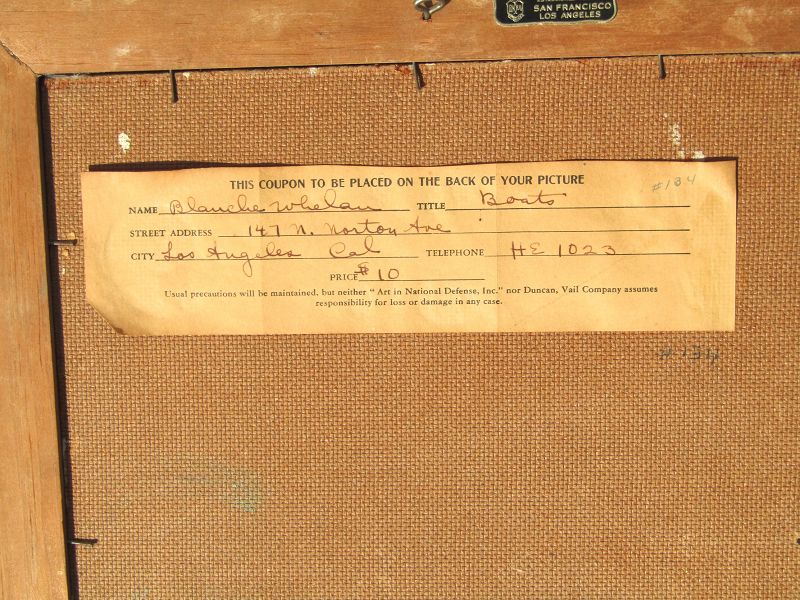 SAN FRANCISCO
LOS ANGELES
THIS COUPON TO BE PLACED ON THE BACK OF YOUR PICTURE #134
NAME Blanche Whelan TITLE Boats
STREET ADDRESS 147 N. Norton Ave
CITY Los Angeles Cal TELEPHONE HE 1023
PRICE $10
Usual precautions will be maintained, but neither "Art in National Defense, Inc." nor Duncan, Vail Company assumes
responsibility for loss or damage in any case.
#134